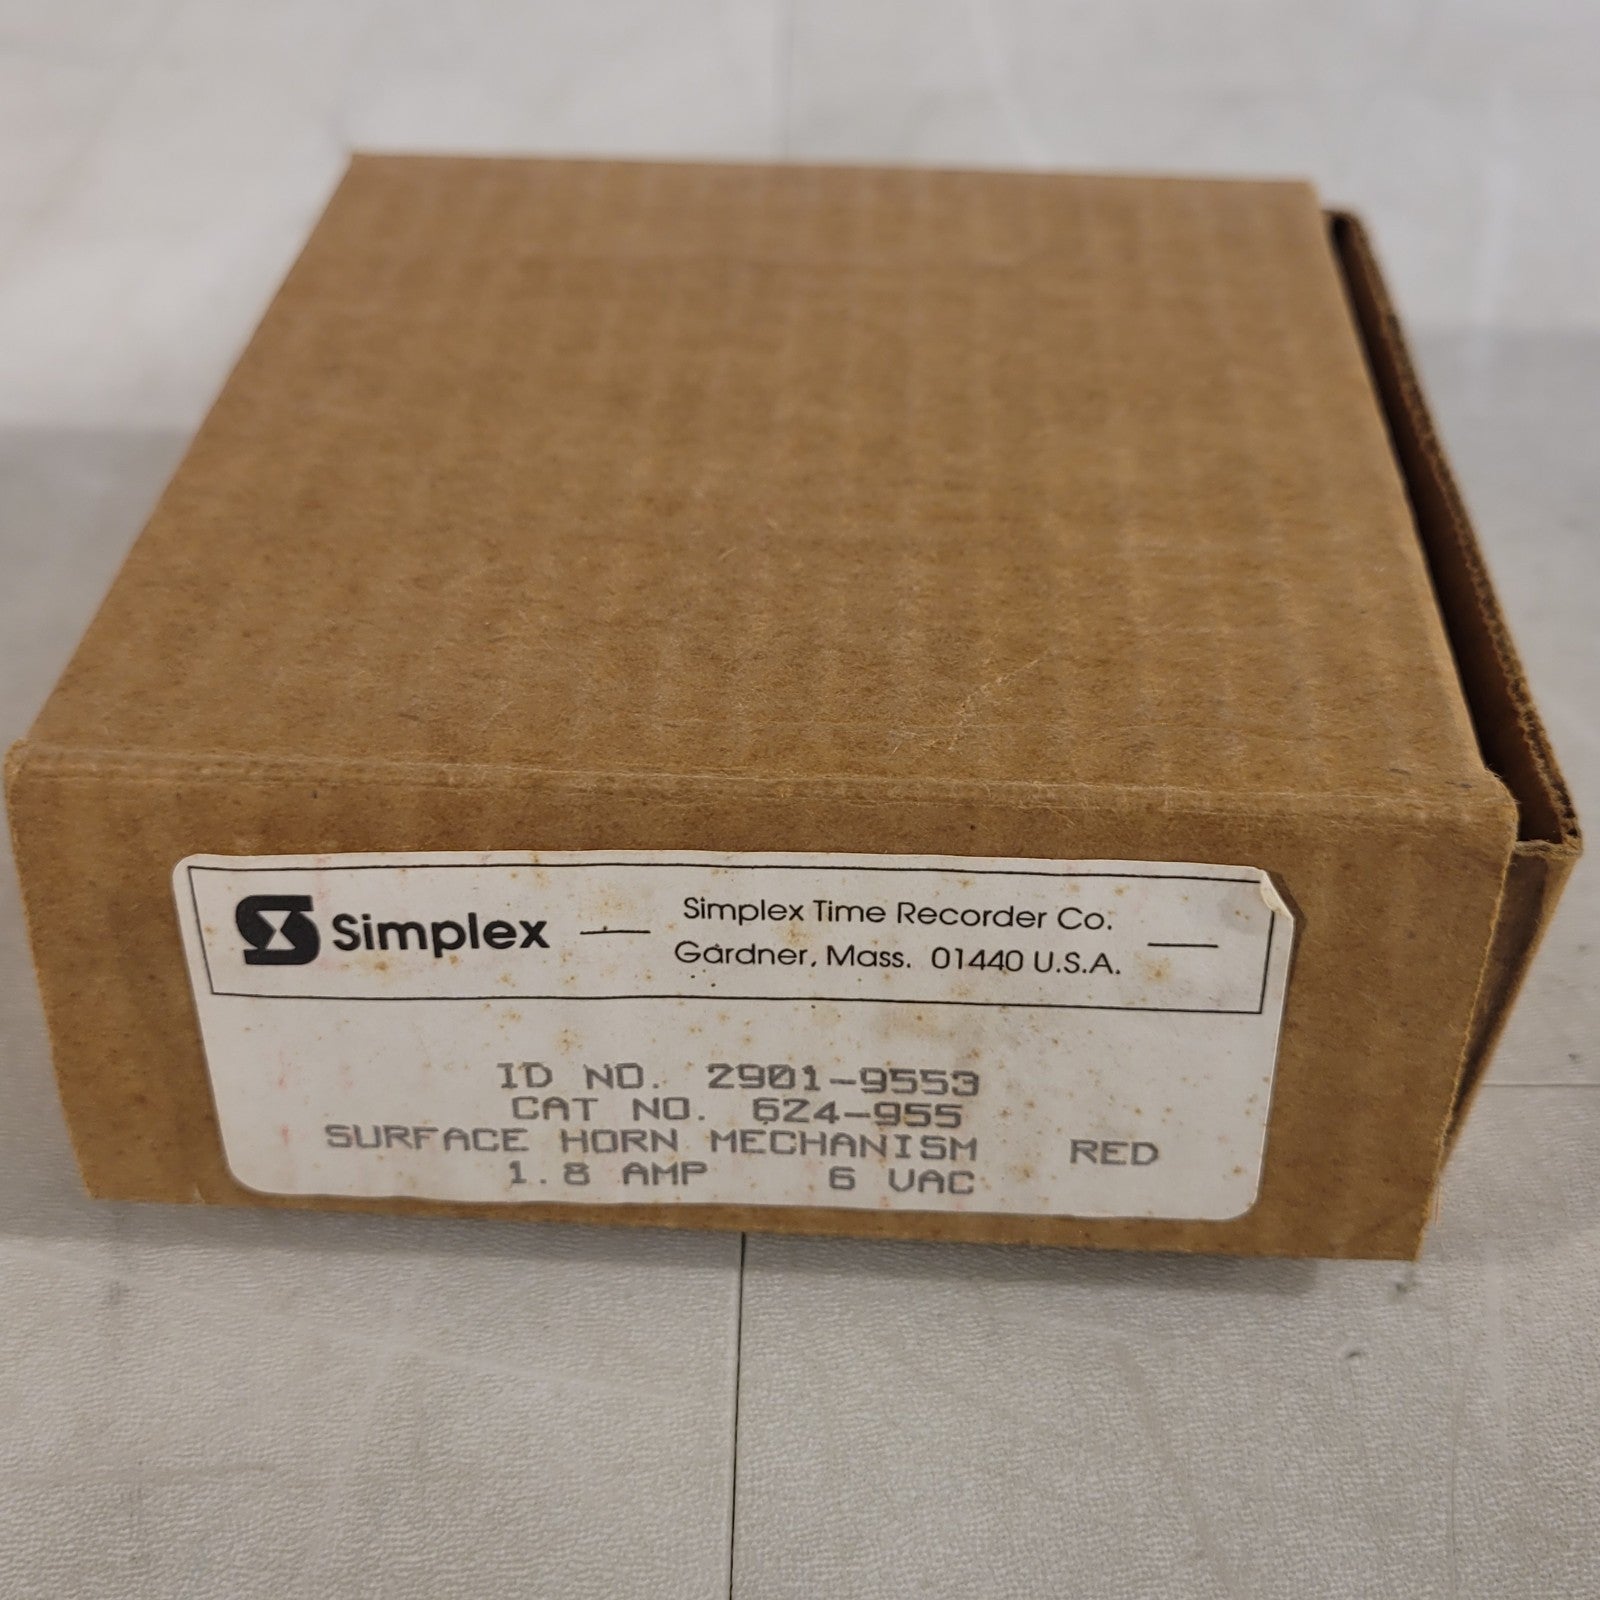 Simplex — Simplex Time Recorder Co. —
Gardner, Mass. 01440 U.S.A.
ID NO. 2901-9553
CAT NO. 624-955
SURFACE HORN MECHANISM RED
1.8 AMP 6 VAC